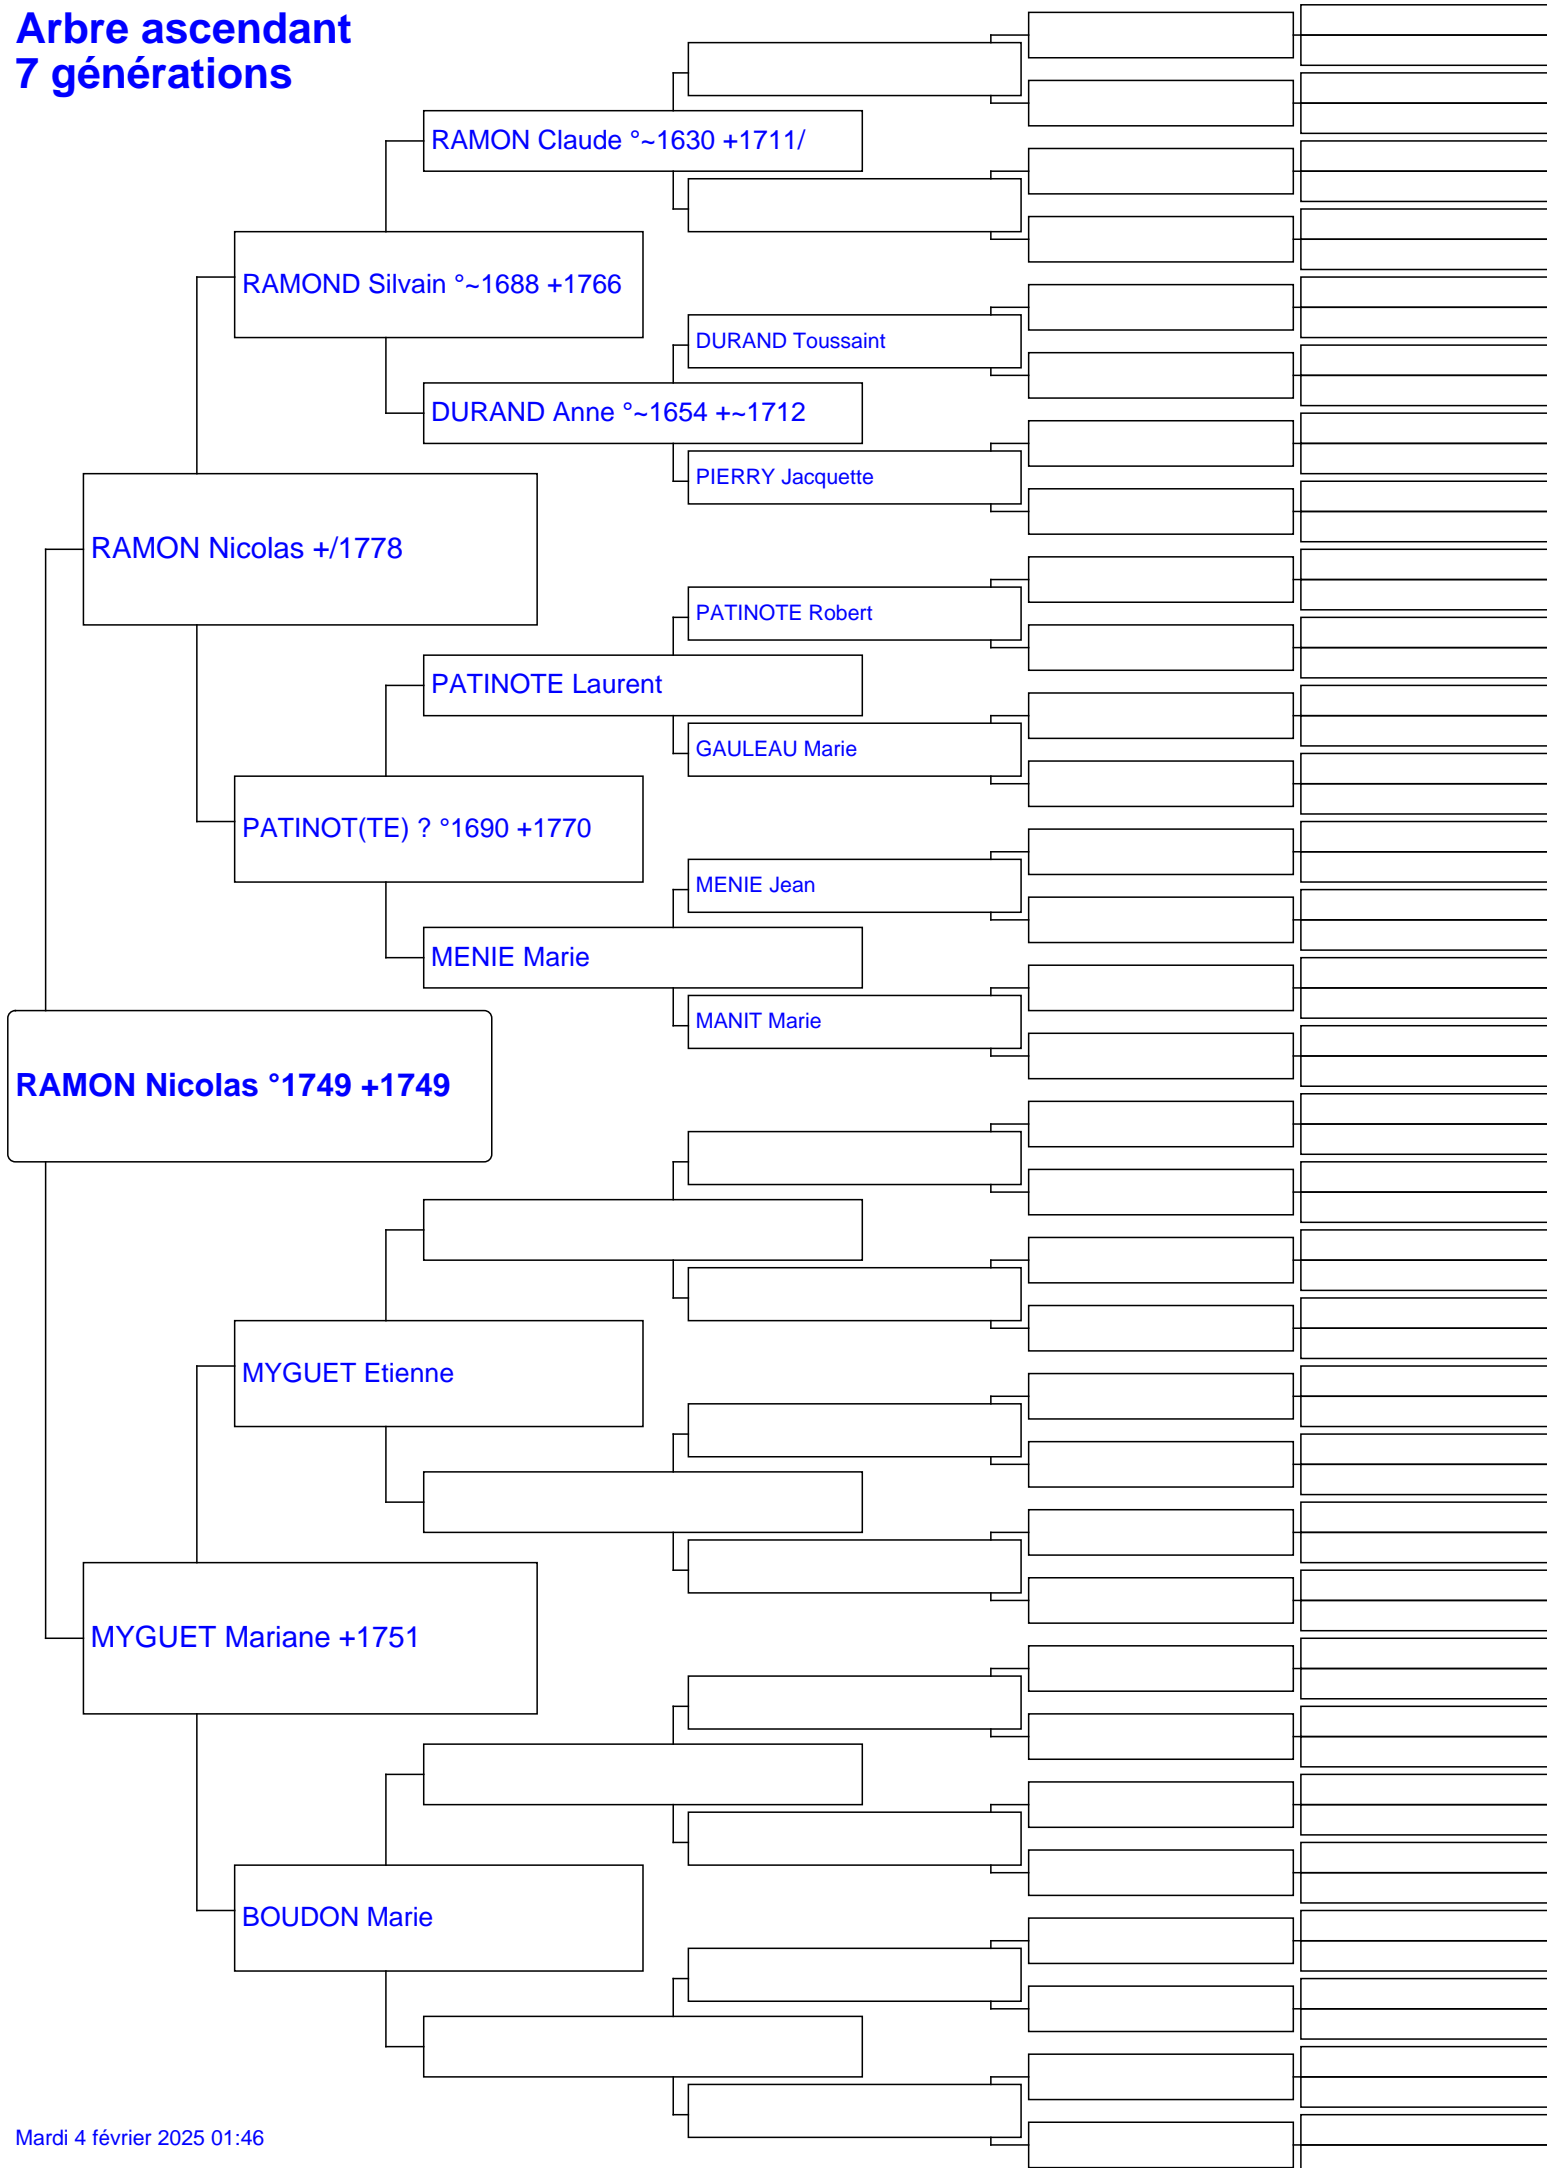 Arbre ascendant
7 générations
RAMON Claude °~1630 +1711/
RAMOND Silvain °~1688 +1766
DURAND Toussaint
DURAND Anne °~1654 +~1712
PIERRY Jacquette
RAMON Nicolas +/1778
PATINOTE Robert
PATINOTE Laurent
GAULEAU Marie
PATINOT(TE) ? °1690 +1770
MENIE Jean
MENIE Marie
MANIT Marie
RAMON Nicolas °1749 +1749
MYGUET Etienne
MYGUET Mariane +1751
BOUDON Marie
Mardi 4 février 2025 01:46